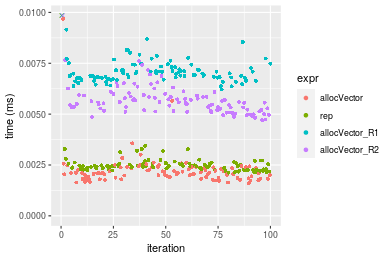 0.0100
0.0075
0.0050
0.0025
0.0000
time (ms)
0
25
50
75
100
iteration
expr
allocVector
rep
allocVector_R1
allocVector_R2